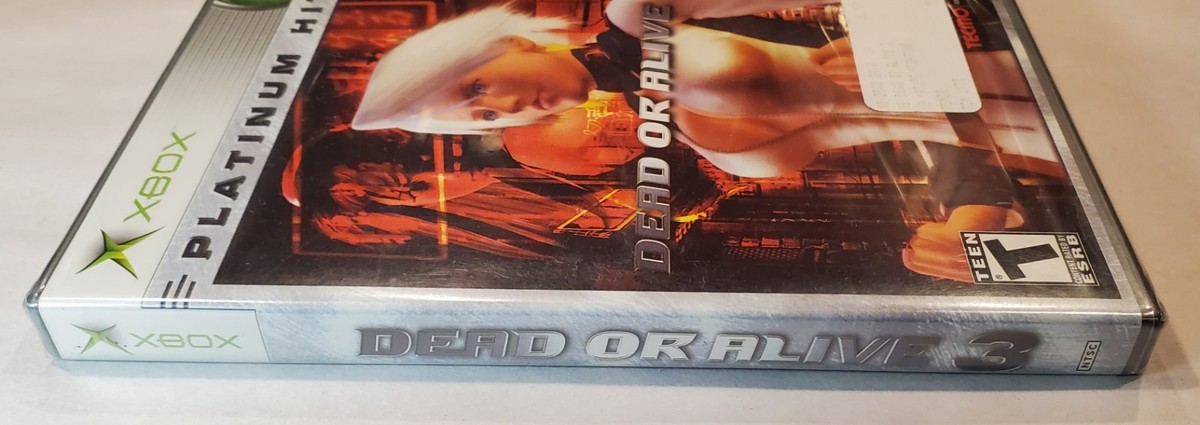 XBOX
PLATINUM HI
DEAD OR ALIVE
TECMO
TEEN
T
®
CONTENT RATED BY
ESRB
XBOX
DEAD OR ALIVE 3
NTSC